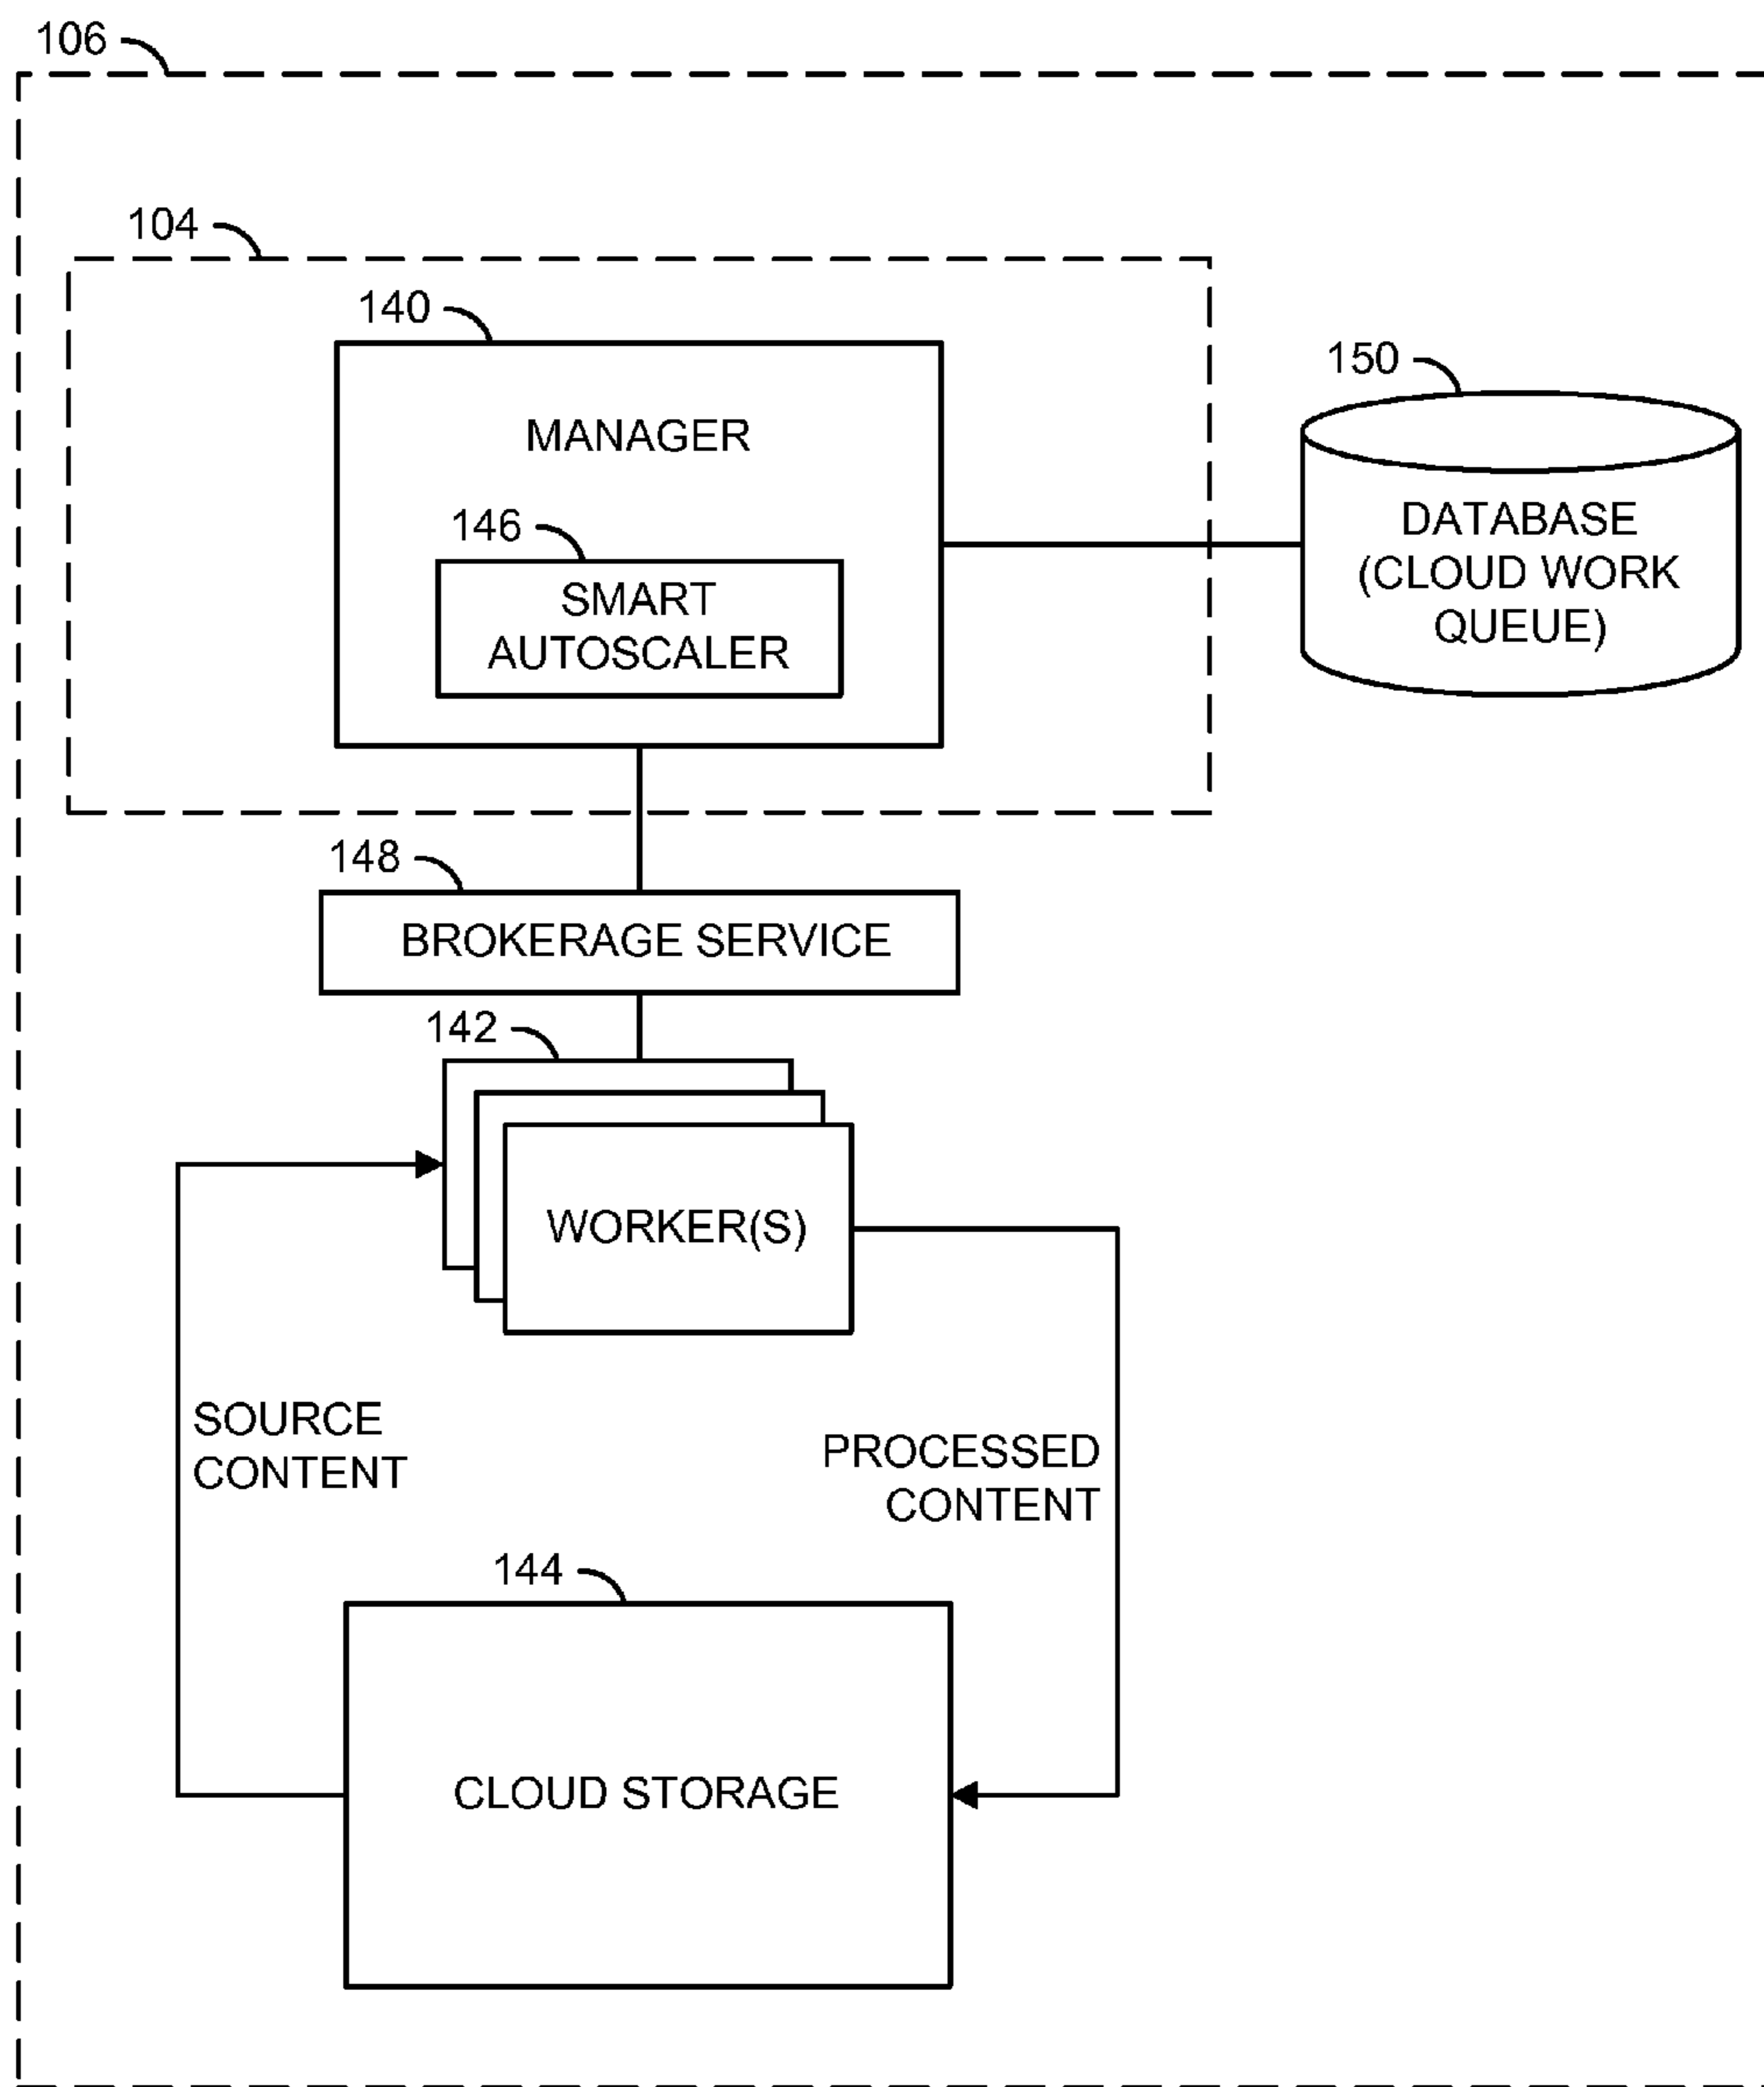 106
104
140
MANAGER
150
146
SMART
AUTOSCALER
DATABASE
(CLOUD WORK
QUEUE)
148
BROKERAGE SERVICE
142
WORKER(S)
SOURCE
CONTENT
PROCESSED
CONTENT
144
CLOUD STORAGE